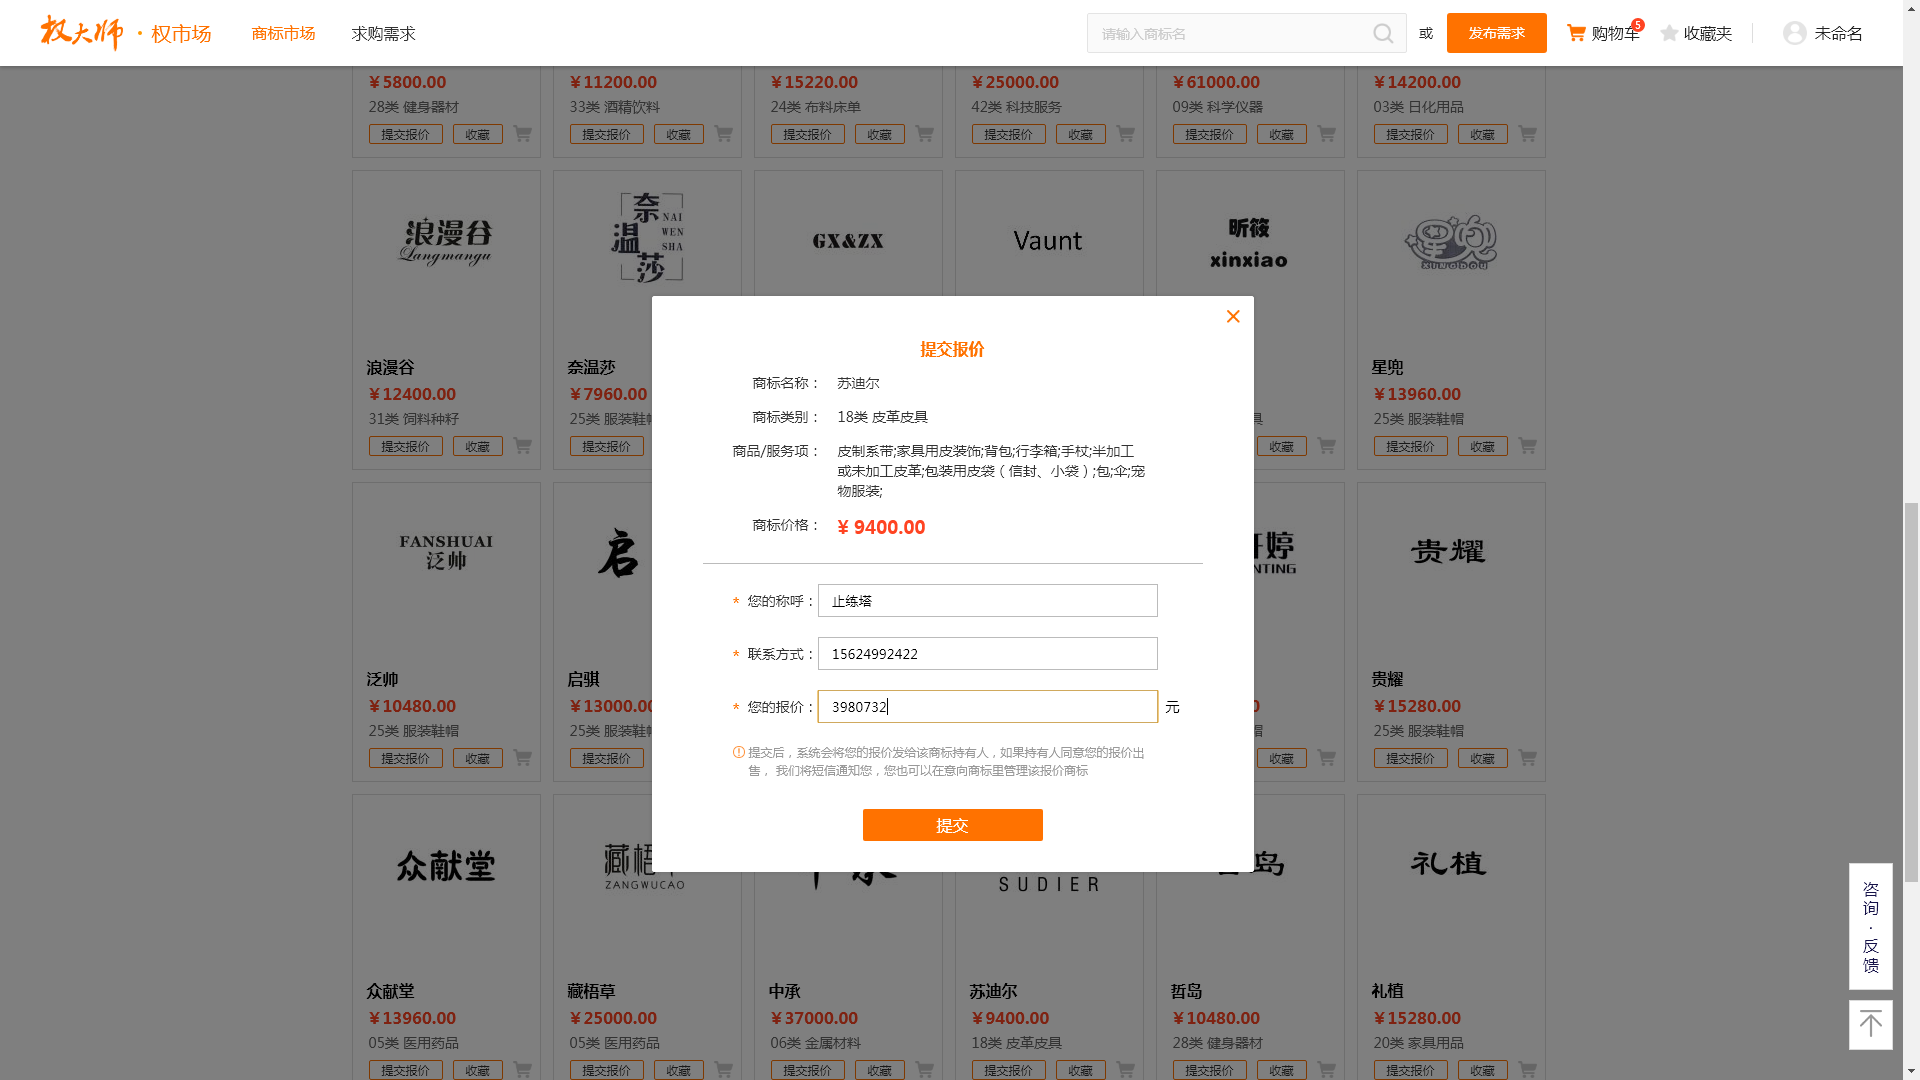 权大师 · 权市场
商标市场
求购需求
请输入商标名
或
发布需求
购物车
5
收藏夹
未命名
￥5800.00
￥11200.00
￥15220.00
￥25000.00
￥61000.00
￥14200.00
28类 健身器材
33类 酒精饮料
24类 布料床单
42类 科技服务
09类 科学仪器
03类 日化用品
提交报价 收藏
提交报价 收藏
提交报价 收藏
提交报价 收藏
提交报价 收藏
提交报价 收藏
浪漫谷
Langmangu
奈温莎
NAI
WEN
SHA
GX&ZX
Vaunt
昕筱
xinxiao
星兜
XINGDOU
浪漫谷
奈温莎
星兜
￥12400.00
￥7960.00
￥13960.00
31类 饲料种籽
25类 服装鞋
25类 服装鞋帽
提交报价 收藏
提交报价
收藏
提交报价 收藏
提交报价
商标名称：
苏迪尔
商标类别：
18类 皮革皮具
商品/服务项：
皮制系带;家具用皮装饰;背包;行李箱;手杖;半加工
或未加工皮革;包装用皮袋（信封、小袋）;包;伞;宠
物服装;
商标价格：
¥ 9400.00
* 您的称呼：
止练塔
* 联系方式：
15624992422
* 您的报价：
3980732
元
提交后，系统会将您的报价发给该商标持有人，如果持有人同意您的报价出
售， 我们将短信通知您，您也可以在意向商标里管理该报价商标
提交
FANSHUAI
泛帅
启
婷
NTING
贵耀
泛帅
启骐
贵耀
￥10480.00
￥13000.00
￥15280.00
25类 服装鞋帽
25类 服装鞋
25类 服装鞋帽
提交报价 收藏
提交报价
收藏
提交报价 收藏
众献堂
藏梧
ZANGWUCAO
SUDIER
岛
礼植
众献堂
藏梧草
中承
苏迪尔
哲岛
礼植
￥13960.00
￥25000.00
￥37000.00
￥9400.00
￥10480.00
￥15280.00
05类 医用药品
05类 医用药品
06类 金属材料
18类 皮革皮具
28类 健身器材
20类 家具用品
提交报价 收藏
提交报价 收藏
提交报价 收藏
提交报价 收藏
提交报价 收藏
提交报价 收藏
咨
询
·
反
馈